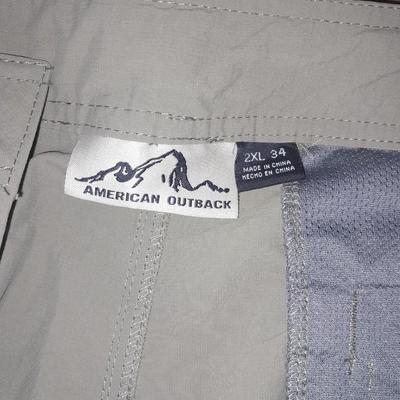 AMERICAN OUTBACK
2XL 34
MADE IN CHINA
HECHO EN CHINA